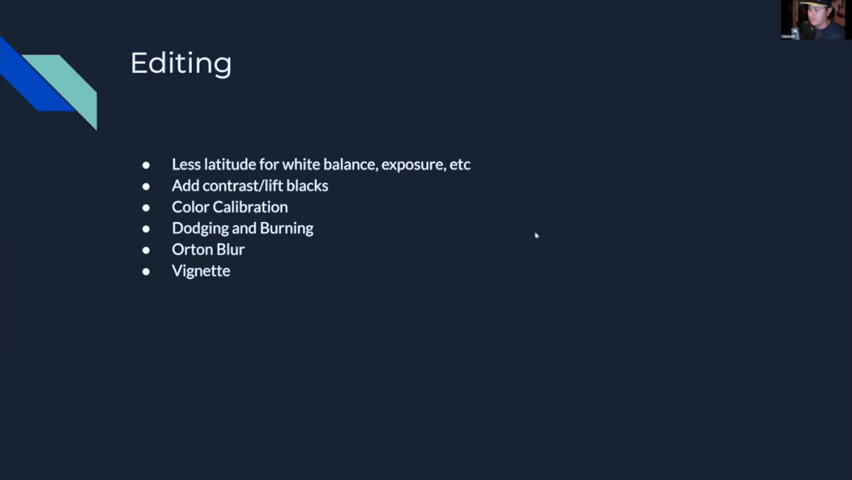 Editing
● Less latitude for white balance, exposure, etc
● Add contrast/lift blacks
● Color Calibration
● Dodging and Burning
● Orton Blur
● Vignette